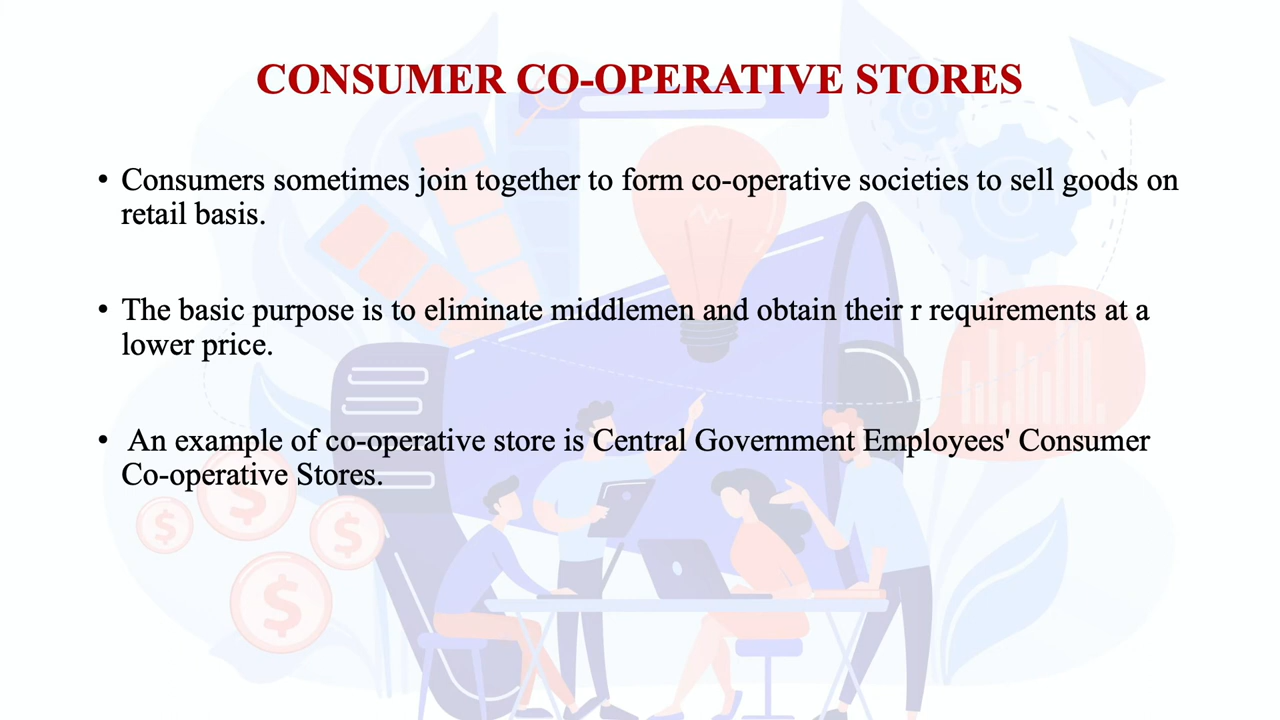 CONSUMER CO-OPERATIVE STORES
• Consumers sometimes join together to form co-operative societies to sell goods on
retail basis.
• The basic purpose is to eliminate middlemen and obtain their r requirements at a
lower price.
• An example of co-operative store is Central Government Employees' Consumer
Co-operative Stores.